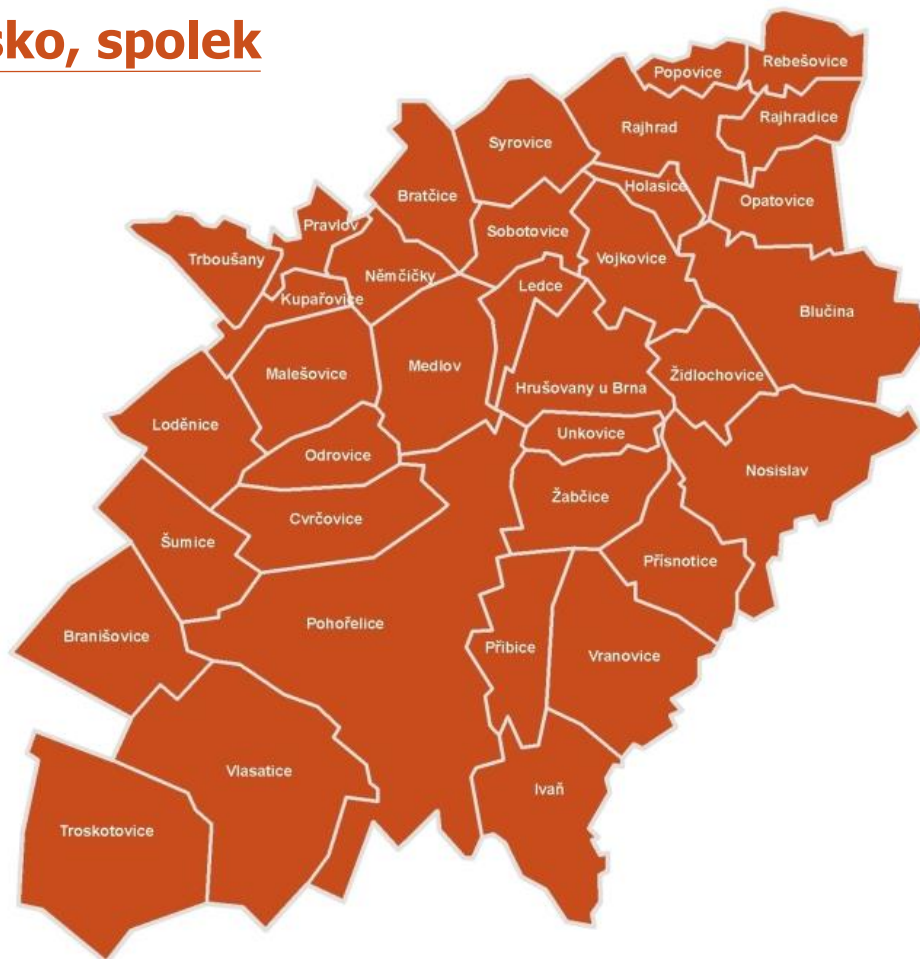 sko, spolek
Popovice
Rebešovice
Rajhrad
Rajhradice
Syrovice
Bratčice
Holasice
Opatovice
Pravlov
Sobotovice
Vojkovice
Trboušany
Němčičky
Ledce
Kupařovice
Blučina
Malešovice
Medlov
Židlochovice
Hrušovany u Brna
Loděnice
Unkovice
Odrovice
Nosislav
Žabčice
Cvrčovice
Šumice
Přísnotice
Pohořelice
Branišovice
Přibice
Vranovice
Vlasatice
Ivaň
Troskotovice